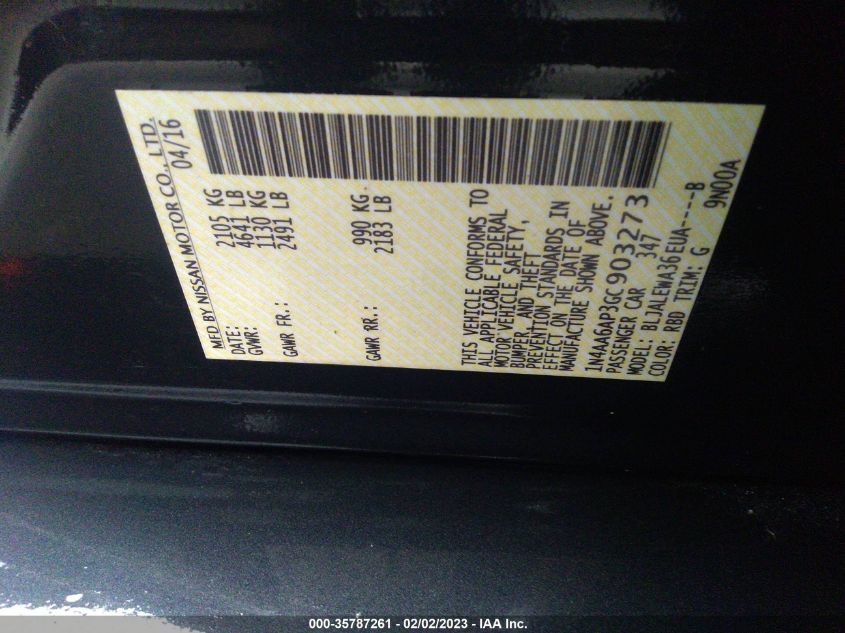 MFD BY NISSAN MOTOR CO., LTD.
DATE: 04/16
GVWR: 2105 KG
4641 LB
GAWR FR.: 1130 KG
2491 LB
GAWR RR.: 990 KG
2183 LB
THIS VEHICLE CONFORMS TO
ALL APPLICABLE FEDERAL
MOTOR VEHICLE SAFETY,
BUMPER, AND THEFT
PREVENTION STANDARDS IN
EFFECT ON THE DATE OF
MANUFACTURE SHOWN ABOVE.
1N4AA6AP3GC903273
PASSENGER CAR 347
MODEL: BLJALEWA36EUA----B
COLOR: RBD TRIM: G 9N00A
000-35787261 - 02/02/2023 - IAA Inc.